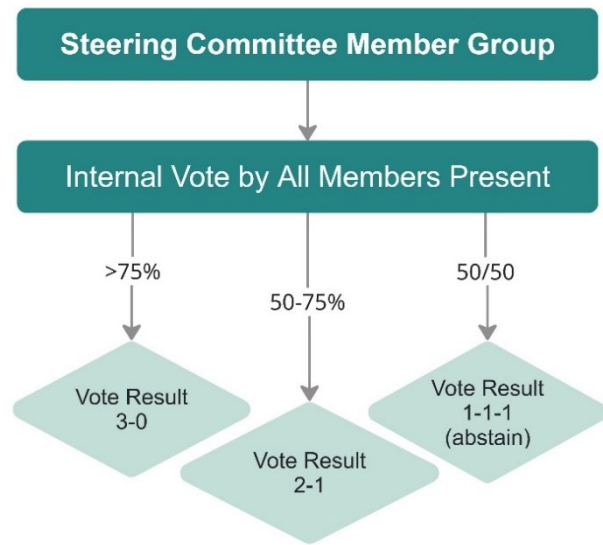 Steering Committee Member Group
Internal Vote by All Members Present
>75%
50-75%
50/50
Vote Result
3-0
Vote Result
2-1
Vote Result
1-1-1
(abstain)